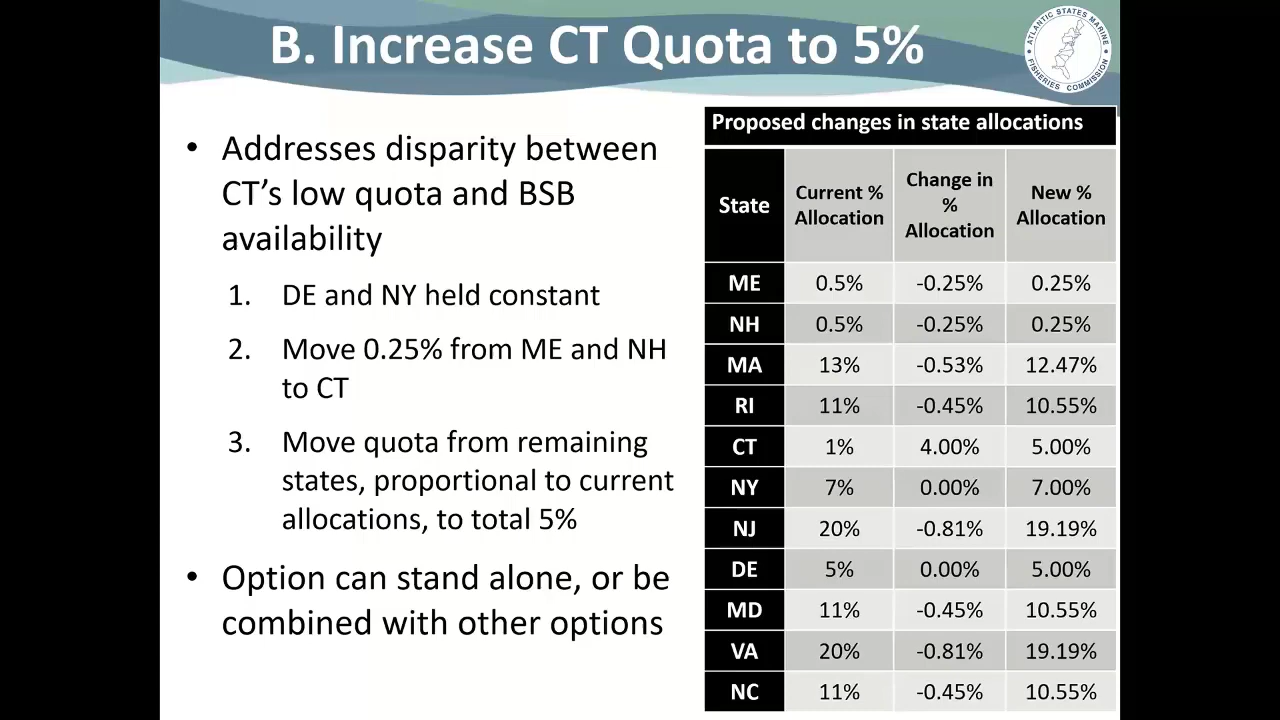 B. Increase CT Quota to 5%
ATLANTIC STATES MARINE
FISHERIES COMMISSION
• Addresses disparity between
CT’s low quota and BSB
availability
1. DE and NY held constant
2. Move 0.25% from ME and NH
to CT
3. Move quota from remaining
states, proportional to current
allocations, to total 5%
• Option can stand alone, or be
combined with other options
Proposed changes in state allocations
State Current % Allocation Change in % Allocation New % Allocation
ME 0.5% -0.25% 0.25%
NH 0.5% -0.25% 0.25%
MA 13% -0.53% 12.47%
RI 11% -0.45% 10.55%
CT 1% 4.00% 5.00%
NY 7% 0.00% 7.00%
NJ 20% -0.81% 19.19%
DE 5% 0.00% 5.00%
MD 11% -0.45% 10.55%
VA 20% -0.81% 19.19%
NC 11% -0.45% 10.55%